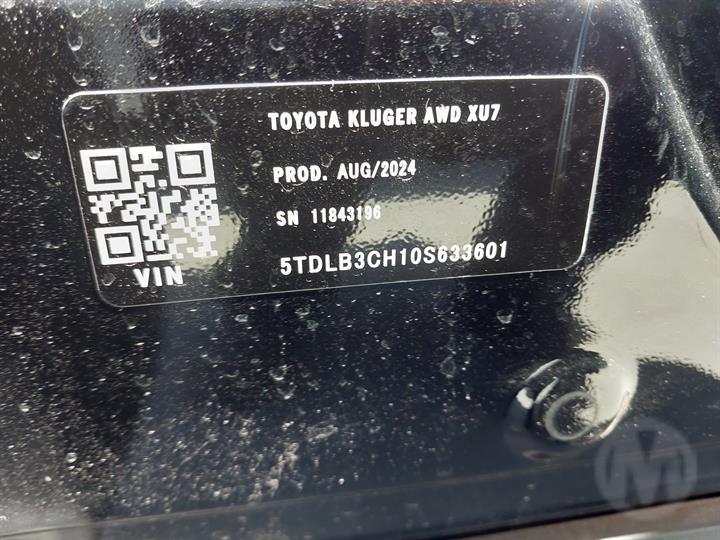 TOYOTA KLUGER AWD XU7
PROD. AUG/2024
SN 11843196
5TDLB3CH10S633601
VIN
M